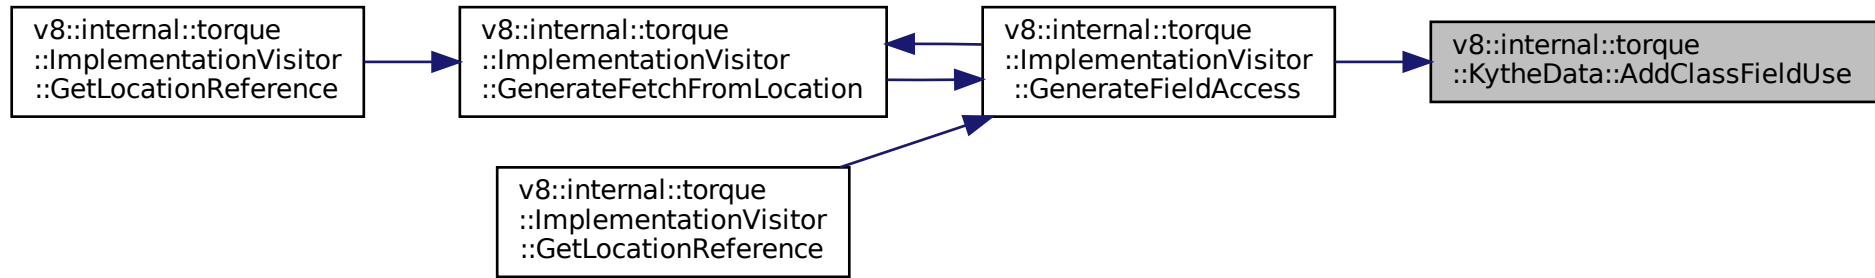 v8::internal::torque
::ImplementationVisitor
::GetLocationReference
v8::internal::torque
::ImplementationVisitor
::GenerateFetchFromLocation
v8::internal::torque
::ImplementationVisitor
::GenerateFieldAccess
v8::internal::torque
::KytheData::AddClassFieldUse
v8::internal::torque
::ImplementationVisitor
::GetLocationReference